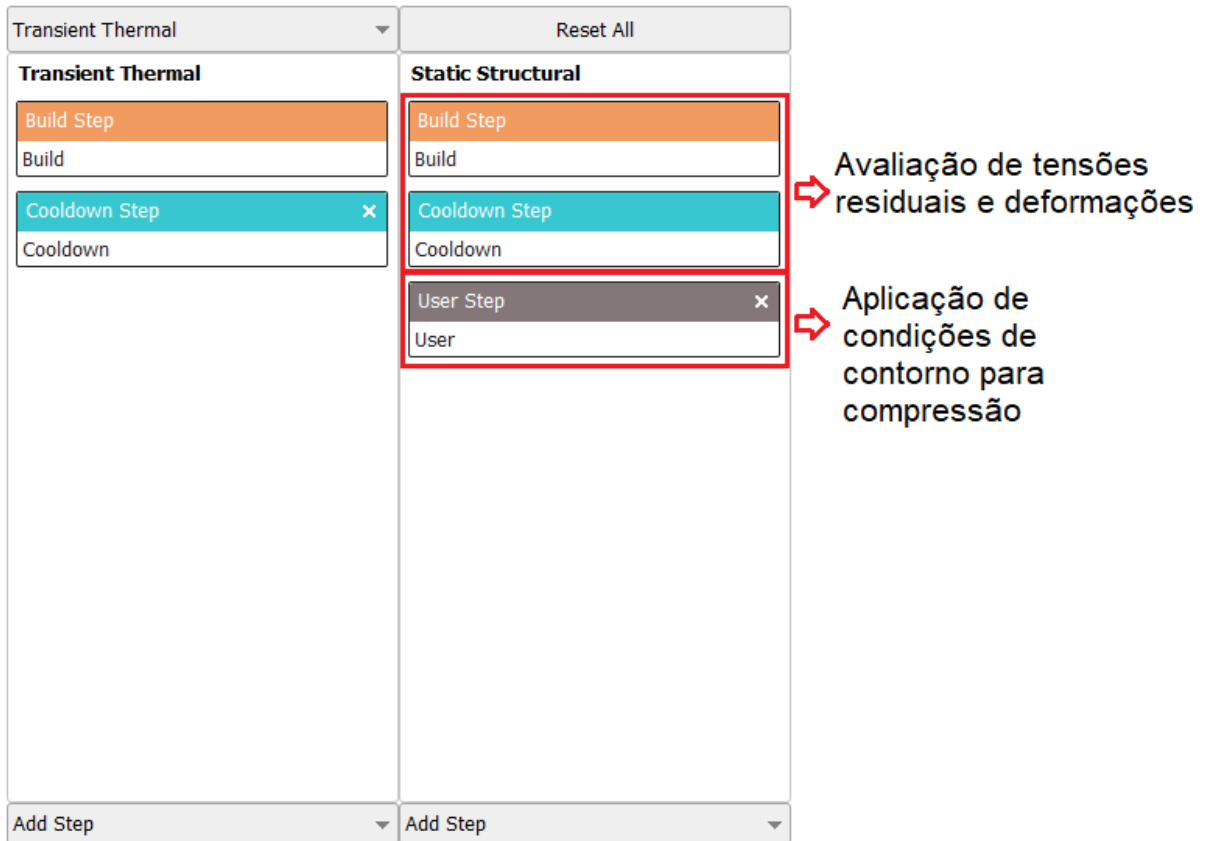 Transient Thermal
Reset All
Transient Thermal
Static Structural
Build Step
Build
Cooldown Step
Cooldown
Build Step
Build
Cooldown Step
Cooldown
User Step
User
Avaliação de tensões
residuais e deformações
Aplicação de
condições de
contorno para
compressão
Add Step
Add Step